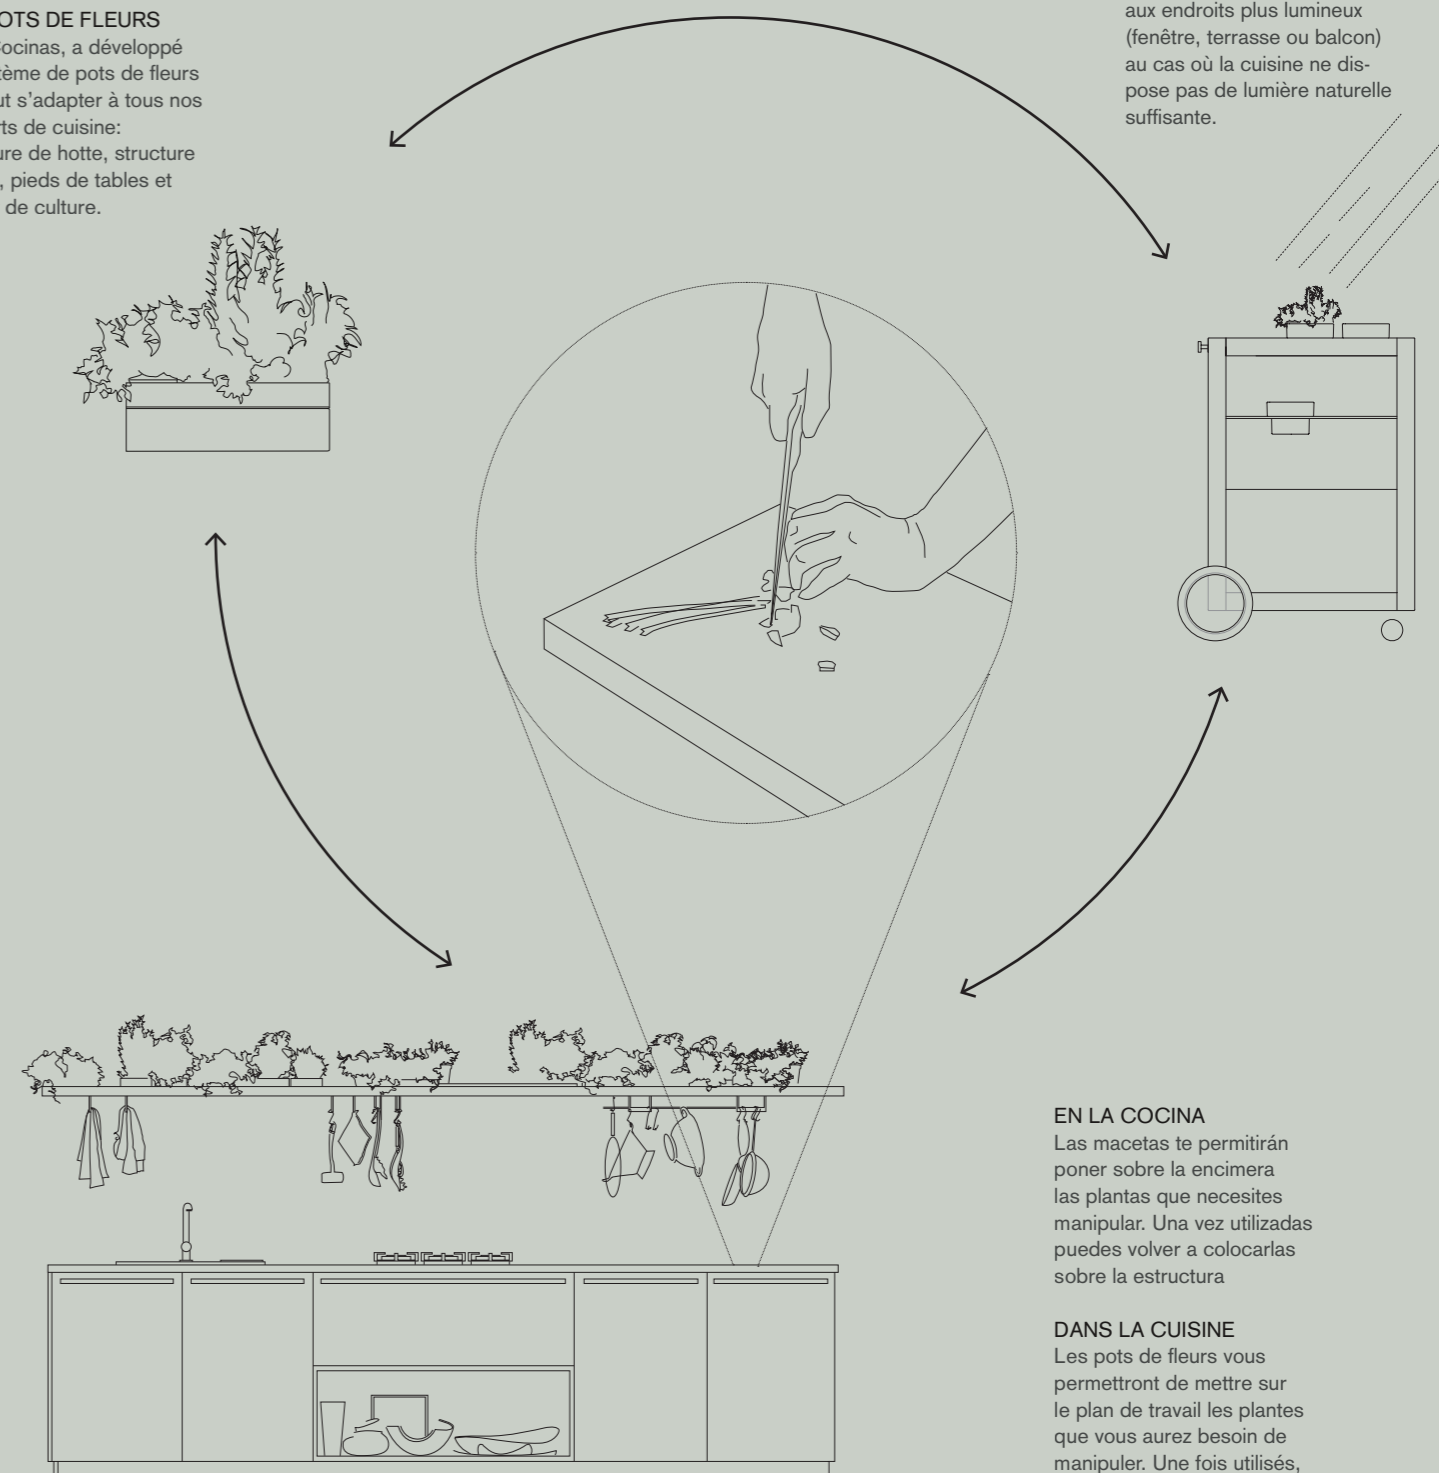 OTS DE FLEURS
ocinas, a développé
tème de pots de fleurs
ut s'adapter à tous nos
ts de cuisine:
ure de hotte, structure
, pieds de tables et
de culture.
aux endroits plus lumineux
(fenêtre, terrasse ou balcon)
au cas où la cuisine ne dis-
pose pas de lumière naturelle
suffisante.
EN LA COCINA
Las macetas te permitirán
poner sobre la encimera
las plantas que necesites
manipular. Una vez utilizadas
puedes volver a colocarlas
sobre la estructura
DANS LA CUISINE
Les pots de fleurs vous
permettront de mettre sur
le plan de travail les plantes
que vous aurez besoin de
manipuler. Une fois utilisés,